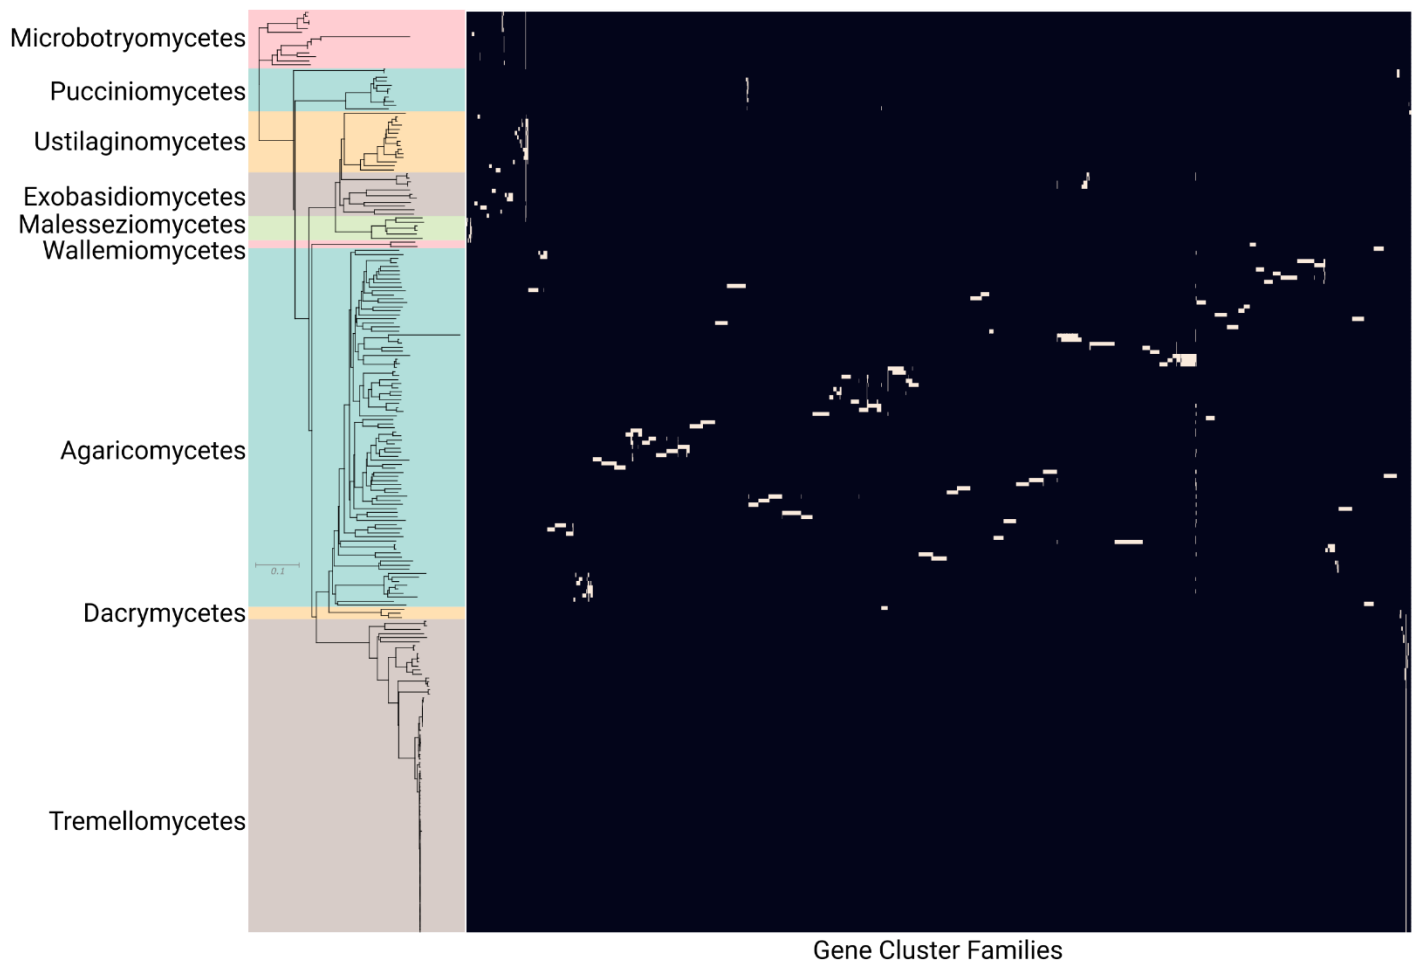 Microbotryomycetes
Pucciniomycetes
Ustilaginomycetes
Exobasidiomycetes
Malesseziomycetes
Wallemiomycetes
Agaricomycetes
0.1
Dacrymycetes
Tremellomycetes
Gene Cluster Families